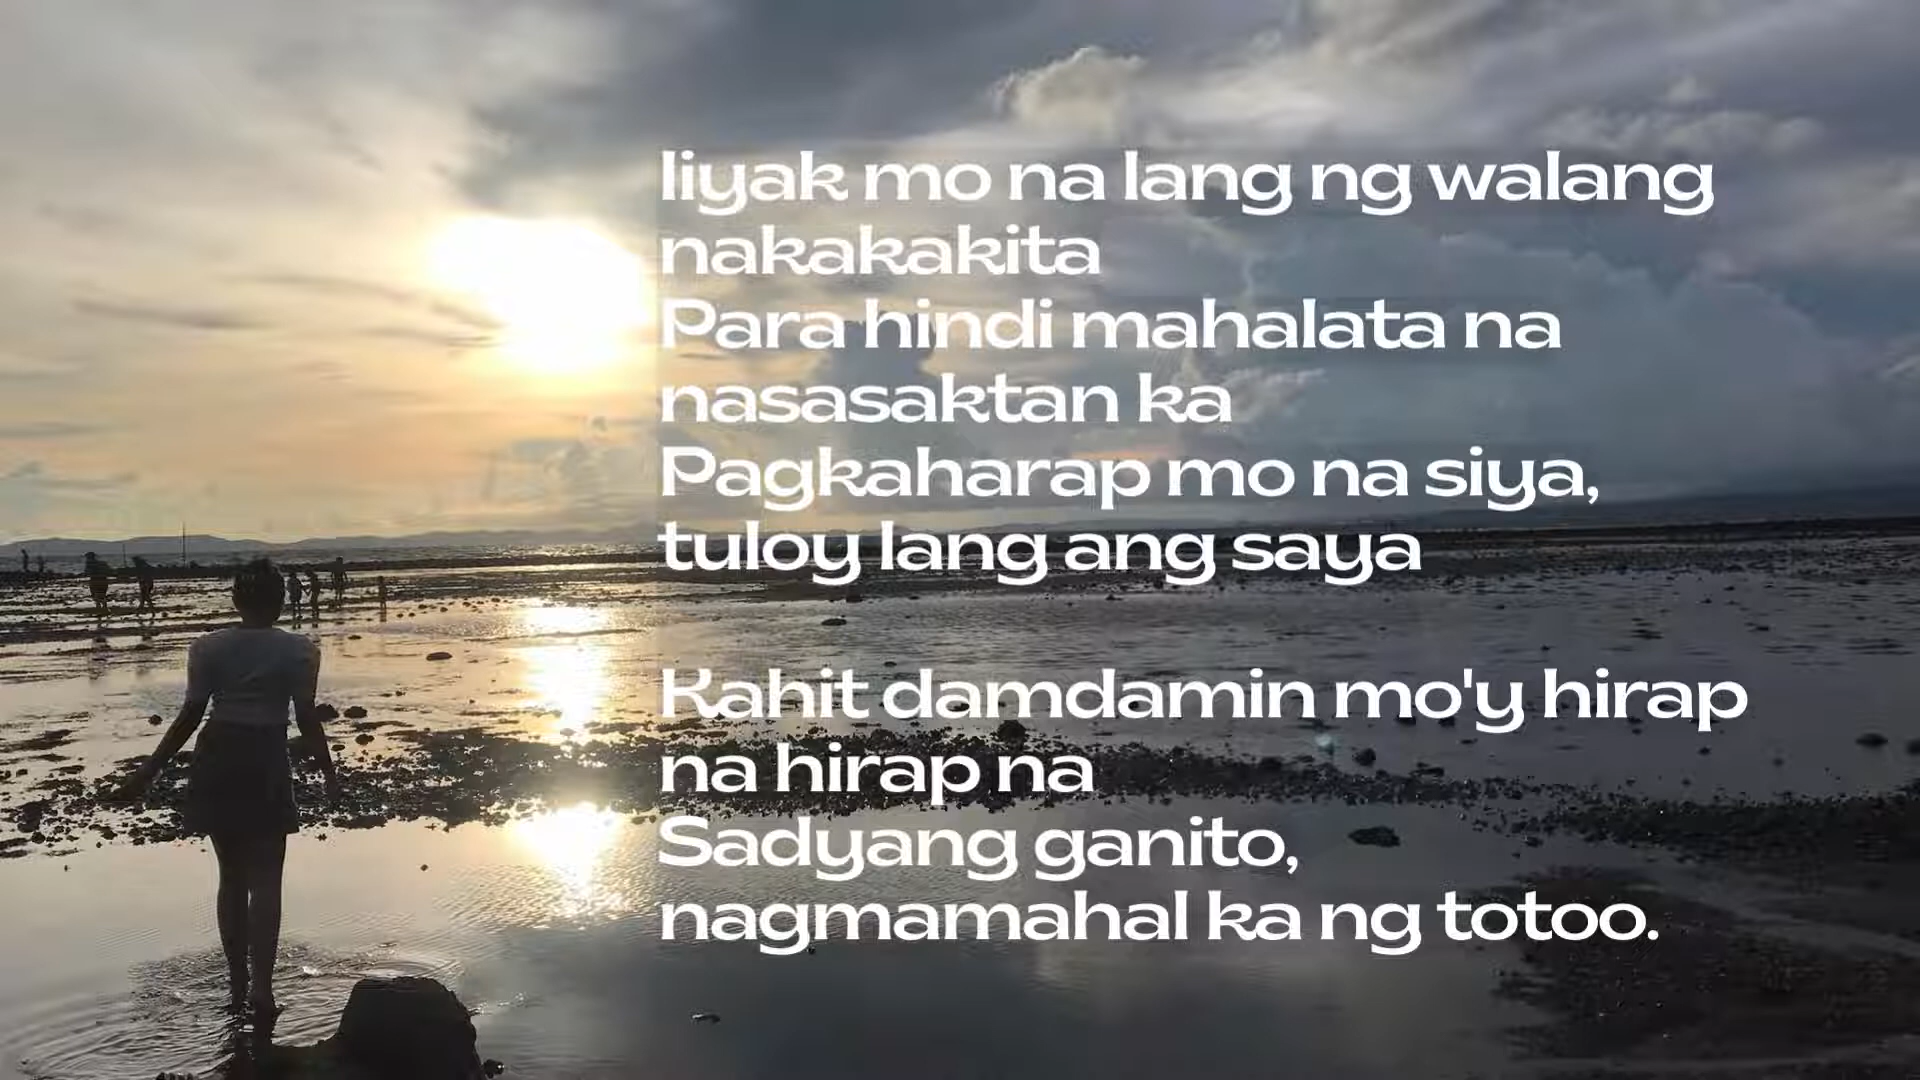 Iiyak mo na lang ng walang
nakakakita
Para hindi mahalata na
nasasaktan ka
Pagkaharap mo na siya,
tuloy lang ang saya
Kahit damdamin mo'y hirap
na hirap na
Sadyang ganito,
nagmamahal ka ng totoo.